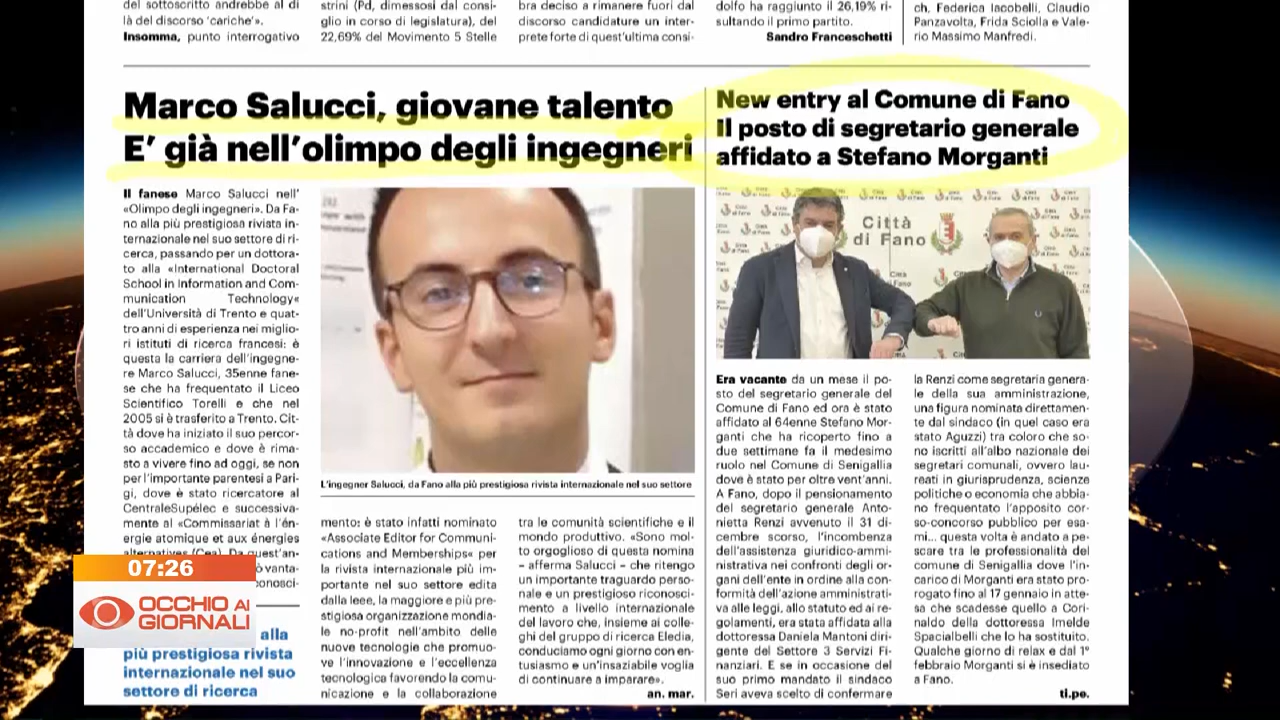 del sottoscritto andrebbe al di
là del discorso ‘cariche’».
Insomma, punto interrogativo
strini (Pd, dimessosi dal consi-
glio in corso di legislatura), del
22,69% del Movimento 5 Stelle
bra deciso a rimanere fuori dal
discorso candidature un inter-
prete forte di quest’ultima consi-
dolfo ha raggiunto il 26,19% ri-
sultando il primo partito.
Sandro Franceschetti
ch, Federica Iacobelli, Claudio
Panzavolta, Frida Sciolla e Vale-
rio Massimo Manfredi.
Marco Salucci, giovane talento
E’ già nell’olimpo degli ingegneri
Il fanese Marco Salucci nell’
«Olimpo degli ingegneri». Da Fa-
no alla più prestigiosa rivista in-
internazionale nel suo settore di ri-
cerca, passando per un dottora-
to alla «International Doctoral
School in Information and Com-
munication Technology«
dell’Università di Trento e quat-
tro anni di esperienza nei miglio-
ri istituti di ricerca francesi: è
questa la carriera dell’ingegne-
re Marco Salucci, 35enne fane-
se che ha frequentato il Liceo
Scientifico Torelli e che nel
2005 si è trasferito a Trento. Cit-
tà dove ha iniziato il suo percor-
so accademico e dove è rima-
sto a vivere fino ad oggi, se non
per l’importante parentesi a Pari-
gi, dove è stato ricercatore al
CentraleSupélec e successiva-
mente al «Commissariat à l’én-
ergie atomique et aux énergies
alternatives« (Cea). Da quest’an-
vanta-
conosci-
07:26
OCCHIO AI
GIORNALI
alla
più prestigiosa rivista
internazionale nel suo
settore di ricerca
L’ingegner Salucci, da Fano alla più prestigiosa rivista internazionale nel suo settore
mento: è stato infatti nominato
«Associate Editor for Communi-
cations and Memberships« per
la rivista internazionale più im-
portante nel suo settore edita
dalla Ieee, la maggiore e più pre-
stigiosa organizzazione mondia-
le no-profit nell’ambito delle
nuove tecnologie che promuo-
ve l’innovazione e l’eccellenza
tecnologica favorendo la comu-
nicazione e la collaborazione
tra le comunità scientifiche e il
mondo produttivo. «Sono mol-
to orgoglioso di questa nomina
– afferma Salucci – che ritengo
un importante traguardo perso-
nale e un prestigioso riconosci-
mento a livello internazionale
del lavoro che, insieme ai colle-
ghi del gruppo di ricerca Eledia,
conduciamo ogni giorno con en-
tusiasmo e un’insaziabile voglia
di continuare a imparare».
an. mar.
New entry al Comune di Fano
Il posto di segretario generale
affidato a Stefano Morganti
Città
di Fano
Era vacante da un mese il po-
sto del segretario generale del
Comune di Fano ed ora è stato
affidato al 64enne Stefano Mor-
ganti che ha ricoperto fino a
due settimane fa il medesimo
ruolo nel Comune di Senigallia
dove è stato per oltre vent’anni.
A Fano, dopo il pensionamento
del segretario generale Anto-
nietta Renzi avvenuto il 31 di-
cembre scorso, l’incombenza
dell’assistenza giuridico-ammi-
nistrativa nei confronti degli or-
gani dell’ente in ordine alla con-
formità dell’azione amministrati-
va alle leggi, allo statuto ed ai re-
golamenti, era stata affidata alla
dottoressa Daniela Mantoni diri-
gente del Settore 3 Servizi Fi-
nanziari. E se in occasione del
suo primo mandato il sindaco
Seri aveva scelto di confermare
la Renzi come segretaria genera-
le della sua amministrazione,
una figura nominata direttamen-
te dal sindaco (in quel caso era
stato Aguzzi) tra coloro che so-
no iscritti all’albo nazionale dei
segretari comunali, ovvero lau-
reati in giurisprudenza, scienze
politiche o economia che abbia-
no frequentato l’apposito cor-
so-concorso pubblico per esa-
mi... questa volta è andato a pe-
scare tra le professionalità del
comune di Senigallia dove l’in-
carico di Morganti era stato pro-
rogato fino al 17 gennaio in atte-
sa che scadesse quello a Cori-
naldo della dottoressa Imelde
Spacialbelli che lo ha sostituito.
Qualche giorno di relax e dal 1°
febbraio Morganti si è insediato
a Fano.
ti.pe.